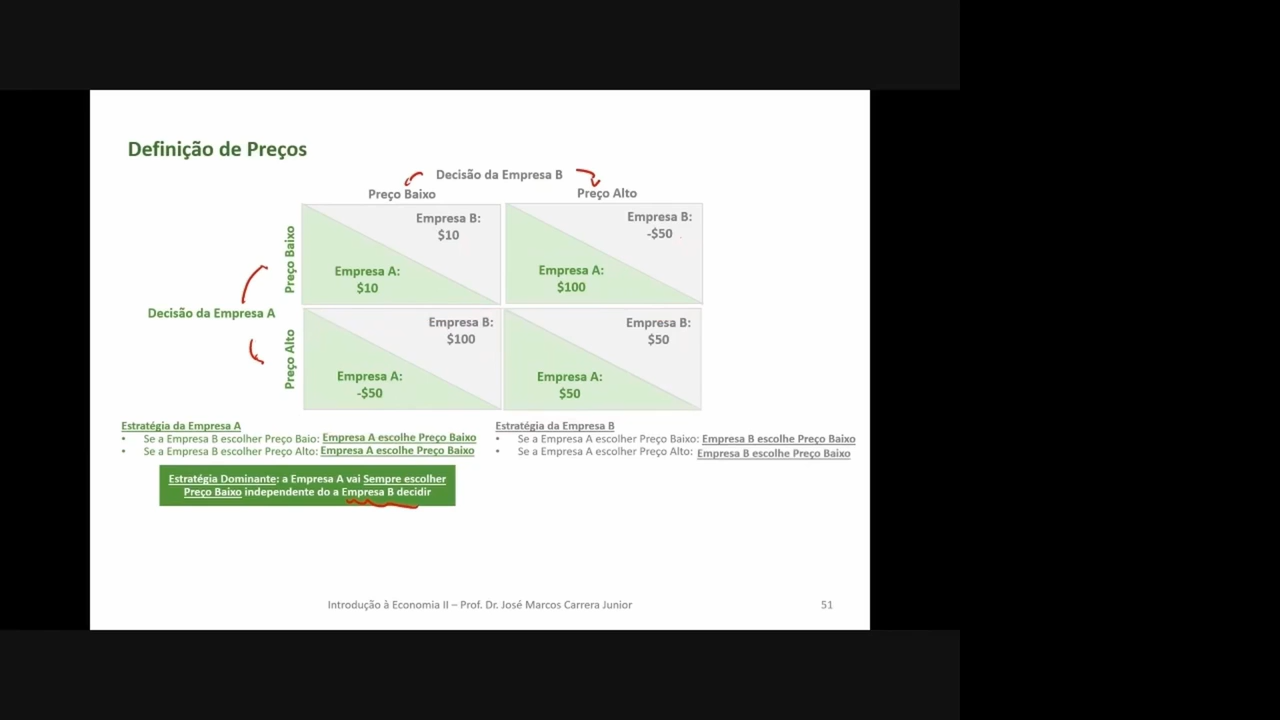 Definição de Preços
Decisão da Empresa B
Preço Baixo
Preço Alto
Preço Baixo
Empresa B:
$10
Empresa A:
$10
Empresa B:
-$50
Empresa A:
$100
Decisão da Empresa A
Preço Alto
Empresa B:
$100
Empresa A:
-$50
Empresa B:
$50
Empresa A:
$50
Estratégia da Empresa A
• Se a Empresa B escolher Preço Baio: Empresa A escolhe Preço Baixo
• Se a Empresa B escolher Preço Alto: Empresa A escolhe Preço Baixo
Estratégia da Empresa B
• Se a Empresa A escolher Preço Baixo: Empresa B escolhe Preço Baixo
• Se a Empresa A escolher Preço Alto: Empresa B escolhe Preço Baixo
Estratégia Dominante: a Empresa A vai Sempre escolher
Preço Baixo independente do a Empresa B decidir
Introdução à Economia II – Prof. Dr. José Marcos Carrera Junior
51